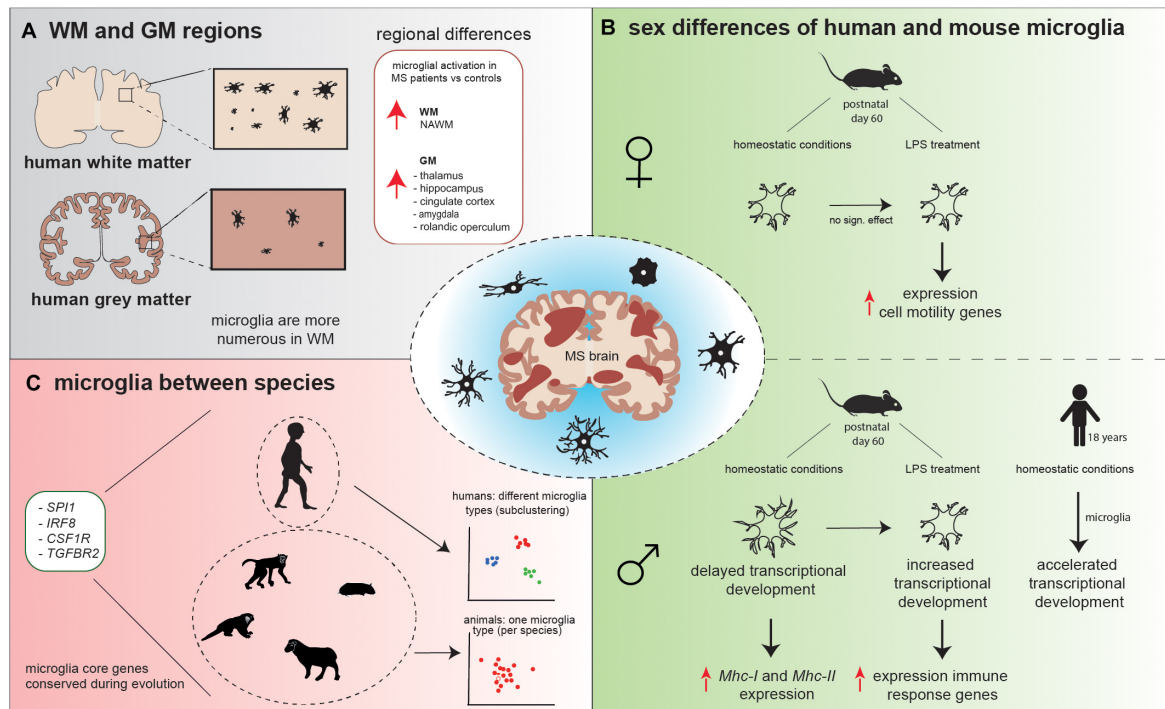 A WM and GM regions
human white matter
human grey matter
microglia are more
numerous in WM
regional differences
microglial activation in
MS patients vs controls
WM
NAWM
GM
- thalamus
- hippocampus
- cingulate cortex
- amygdala
- rolandic operculum
B sex differences of human and mouse microglia
postnatal
day 60
homeostatic conditions
LPS treatment
no sign. effect
expression
cell motility genes
MS brain
postnatal
day 60
18 years
homeostatic conditions
LPS treatment
homeostatic conditions
microglia
delayed transcriptional
development
increased
transcriptional
development
accelerated
transcriptional
development
Mhc-I and Mhc-II
expression
expression immune
response genes
C microglia between species
- SPI1
- IRF8
- CSF1R
- TGFBR2
microglia core genes
conserved during evolution
humans: different microglia
types (subclustering)
animals: one microglia
type (per species)